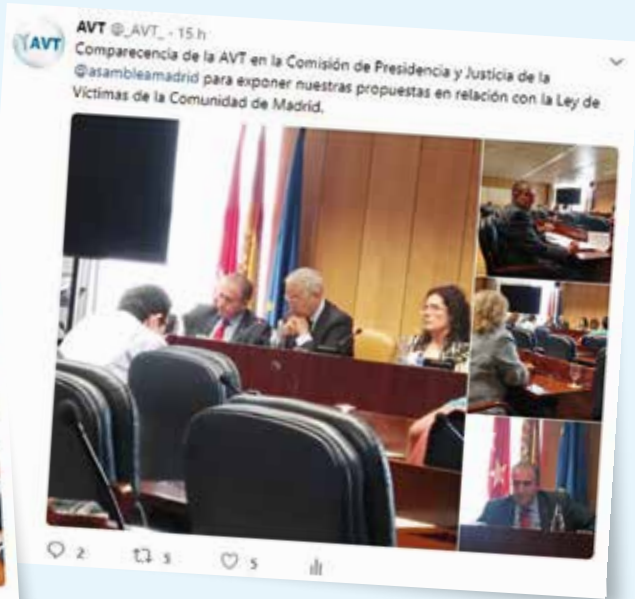 AVT
AVT @_AVT_ · 15 h
Comparecencia de la AVT en la Comisión de Presidencia y Justicia de la
@asambleamadrid para exponer nuestras propuestas en relación con la Ley de
Víctimas de la Comunidad de Madrid.
2 5 5